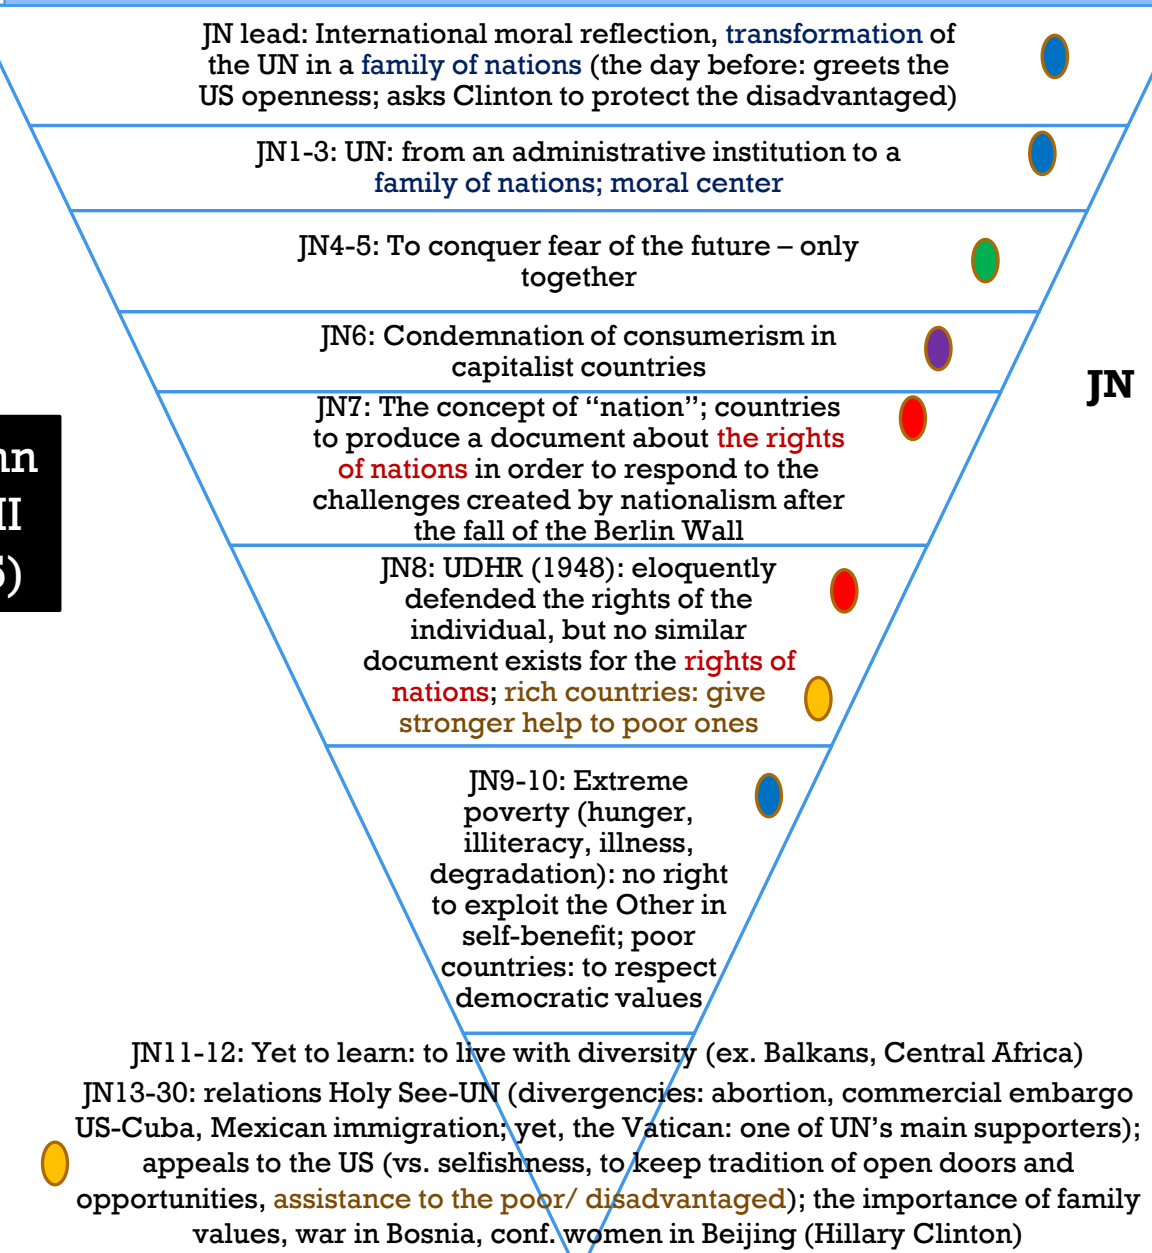 JN lead: International moral reflection, transformation of
the UN in a family of nations (the day before: greets the
US openness; asks Clinton to protect the disadvantaged)
JN1-3: UN: from an administrative institution to a
family of nations; moral center
JN4-5: To conquer fear of the future – only
together
JN6: Condemnation of consumerism in
capitalist countries
JN
JN7: The concept of “nation”; countries
to produce a document about the rights
of nations in order to respond to the
challenges created by nationalism after
the fall of the Berlin Wall
JN8: UDHR (1948): eloquently
defended the rights of the
individual, but no similar
document exists for the rights of
nations; rich countries: give
stronger help to poor ones
JN9-10: Extreme
poverty (hunger,
illiteracy, illness,
degradation): no right
to exploit the Other in
self-benefit; poor
countries: to respect
democratic values
JN11-12: Yet to learn: to live with diversity (ex. Balkans, Central Africa)
JN13-30: relations Holy See-UN (divergencies: abortion, commercial embargo
US-Cuba, Mexican immigration; yet, the Vatican: one of UN’s main supporters);
appeals to the US (vs. selfishness, to keep tradition of open doors and
opportunities, assistance to the poor/ disadvantaged); the importance of family
values, war in Bosnia, conf. women in Beijing (Hillary Clinton)